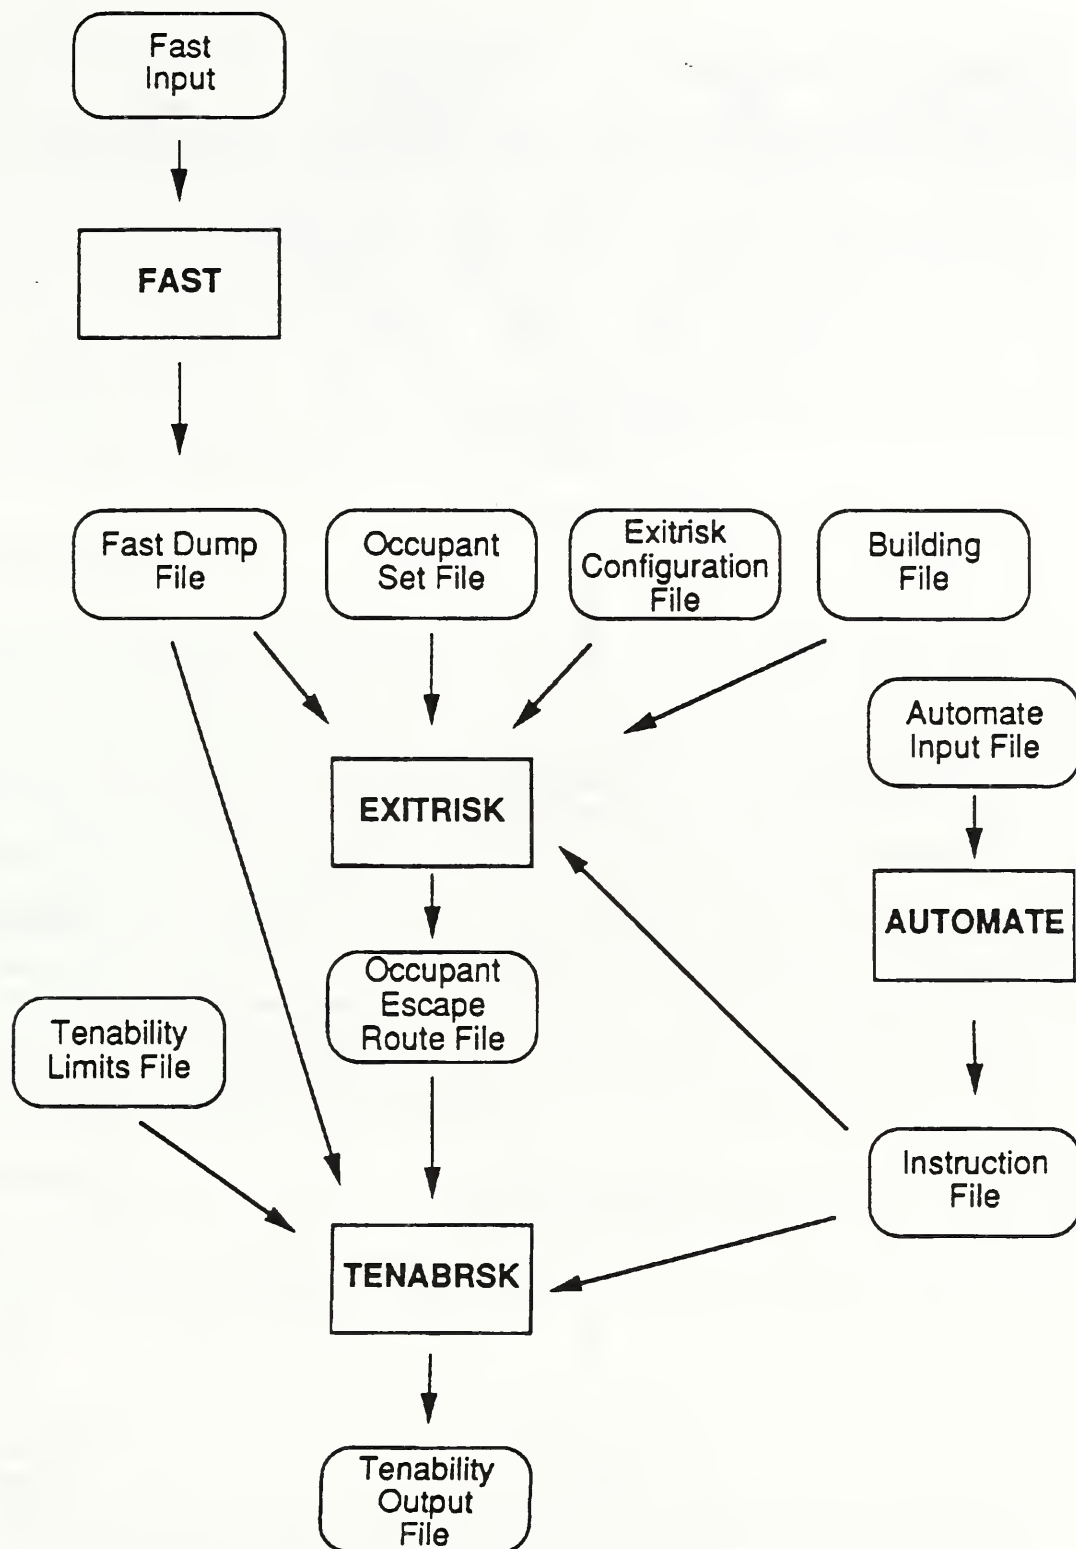 Fast
Input
FAST
Fast Dump
File
Occupant
Set File
Exitrisk
Configuration
File
Building
File
Automate
Input File
EXITRISK
AUTOMATE
Occupant
Escape
Route File
Tenability
Limits File
Instruction
File
TENABRSK
Tenability
Output
File